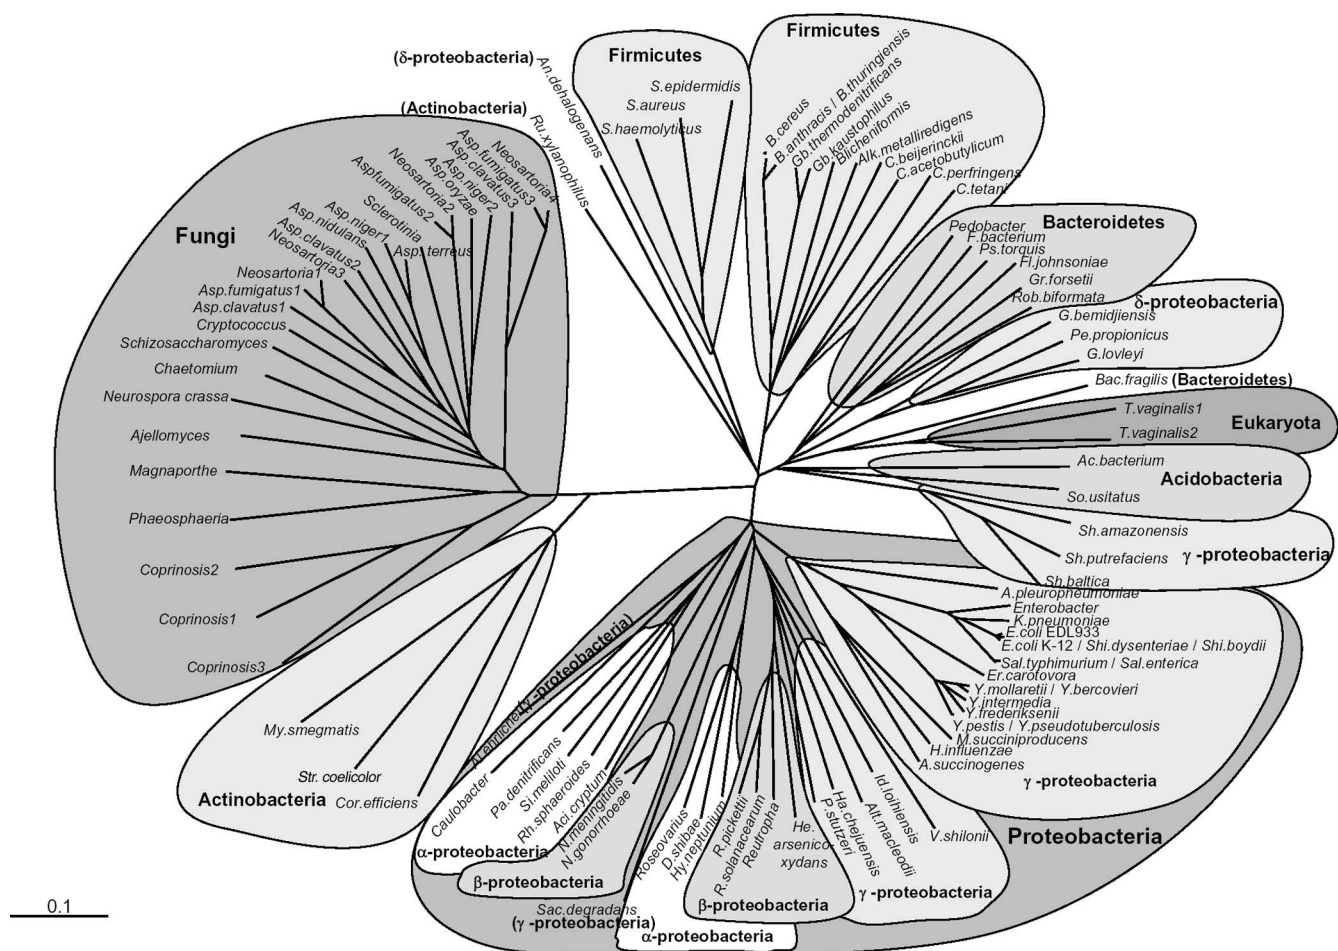 Firmicutes
(δ-proteobacteria)
An.dehalogenans
Firmicutes
S.epidermidis
S.aureus
S.haemolyticus
B.cereus
B.anthracis / B.thuringiensis
Gb.thermodenitrificans
Gb.kaustophilus
Blicheniformis
Alk.metalliredigens
C.beijerinckii
C.acetobutylicum
C.perfringens
C.tetani
(Actinobacteria)
Ru.xylanophilus
Fungi
Neosartoria4
Asp.fumigatus3
Asp.clavatus3
Asp.niger2
Asp.oryzae
Neosartoria2
Aspfumigatus2
Sclerotinia
Asp.terreus
Asp.niger1
Asp.nidulans
Asp.clavatus2
Neosartoria3
Neosartoria1
Asp.fumigatus1
Asp.clavatus1
Cryptococcus
Schizosaccharomyces
Chaetomium
Neurospora crassa
Ajellomyces
Magnaporthe
Phaeosphaeria
Coprinosis2
Coprinosis1
Coprinosis3
Bacteroidetes
Pedobacter
F.bacterium
Ps.torquis
Fl.johnsoniae
Gr.forsetii
Rob.biformata
δ-proteobacteria
G.bemidjiensis
Pe.propionicus
G.lovleyi
Bac.fragilis (Bacteroidetes)
T.vaginalis1
Eukaryota
T.vaginalis2
Ac.bacterium
Acidobacteria
So.usitatus
Sh.amazonensis
γ -proteobacteria
Sh.putrefaciens
Sh.baltica
A.pleuropneumoniae
Enterobacter
K.pneumoniae
E.coli EDL933
E.coli K-12 / Shi.dysenteriae / Shi.boydii
Sal.typhimurium / Sal.enterica
Er.carotovora
Y.mollaretii / Y.bercovieri
Y.intermedia
Y.frederiksenii
Y.pestis / Y.pseudotuberculosis
M.succiniproducens
H.influenzae
A.succinogenes
γ -proteobacteria
Proteobacteria
My.smegmatis
Str. coelicolor
Cor.efficiens
Actinobacteria
Al.ehrlichei (γ -proteobacteria)
Caulobacter
Pa.denitrificans
Si.meliloti
Rh.sphaeroides
Aci.cryptum
N.meningitidis
N.gonorrhoeae
α-proteobacteria
β-proteobacteria
Sac.degradans
(γ -proteobacteria)
Roseovarius
D.shibae
Hy.neptunium
α-proteobacteria
R.pickettii
R.solanacearum
Reutropha
He.
arsenico-
xydans
β-proteobacteria
P.stutzeri
Ha.chejuensis
Alt.macleodii
Id.loihiensis
V.shilonii
γ -proteobacteria
0.1